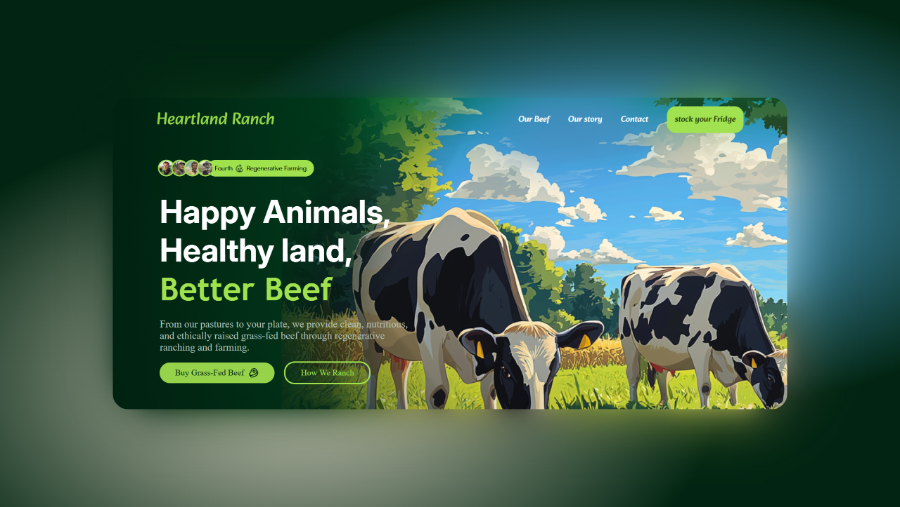 Heartland Ranch
Our Beef Our story Contact stock your Fridge
Fourth Regenerative Farming
Happy Animals,
Healthy land,
Better Beef
From our pastures to your plate, we provide clean, nutritious,
and ethically raised grass-fed beef through regenerative
ranching and farming.
Buy Grass-Fed Beef How We Ranch